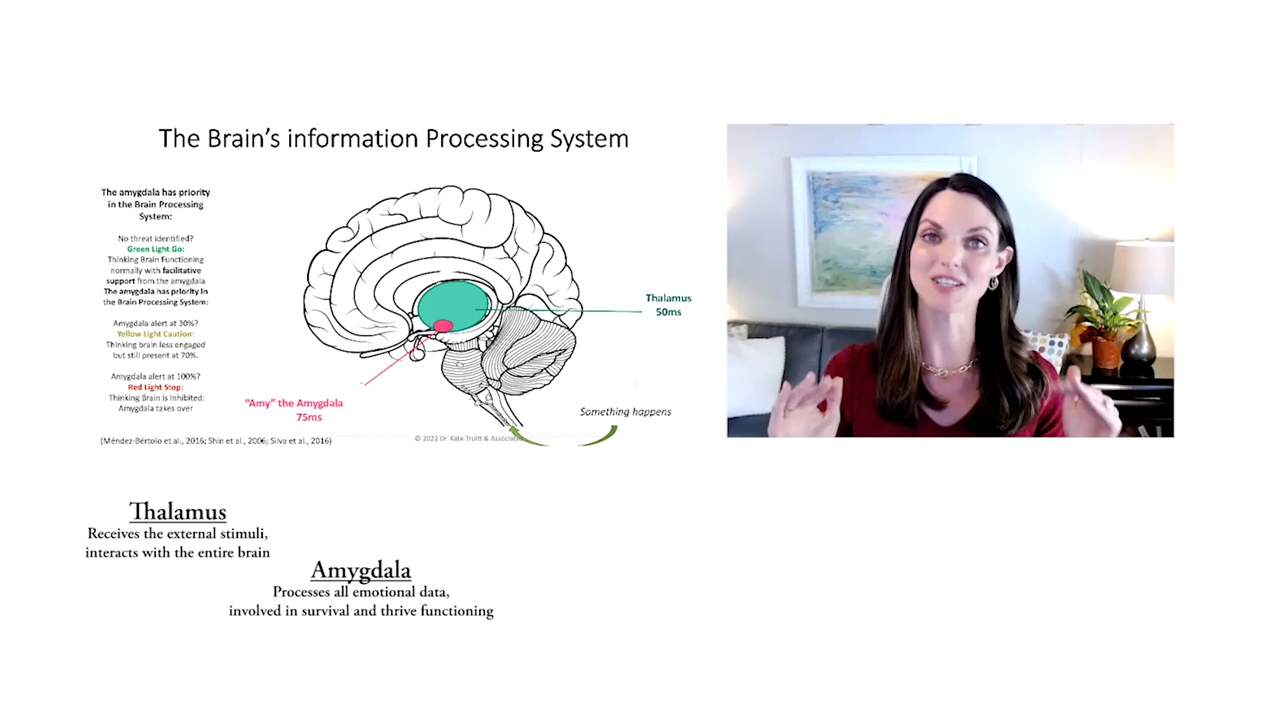 The Brain's information Processing System
The amygdala has priority
in the Brain Processing
System:
No threat identified?
Green Light Go:
Thinking Brain Functioning
normally with facilitative
support from the amygdala
The amygdala has priority in
the Brain Processing System:
Amygdala alert at 30%?
Yellow Light Caution:
Thinking brain less engaged
but still present at 70%.
Amygdala alert at 100%?
Red Light Stop:
Thinking Brain is Inhibited:
Amygdala takes over
Thalamus
50ms
"Amy" the Amygdala
75ms
Something happens
(Méndez-Bértolo et al., 2016; Shin et al., 2006; Silva et al., 2016)
© 2022 Dr. Kate Truitt & Associates
Thalamus
Receives the external stimuli,
interacts with the entire brain
Amygdala
Processes all emotional data,
involved in survival and thrive functioning